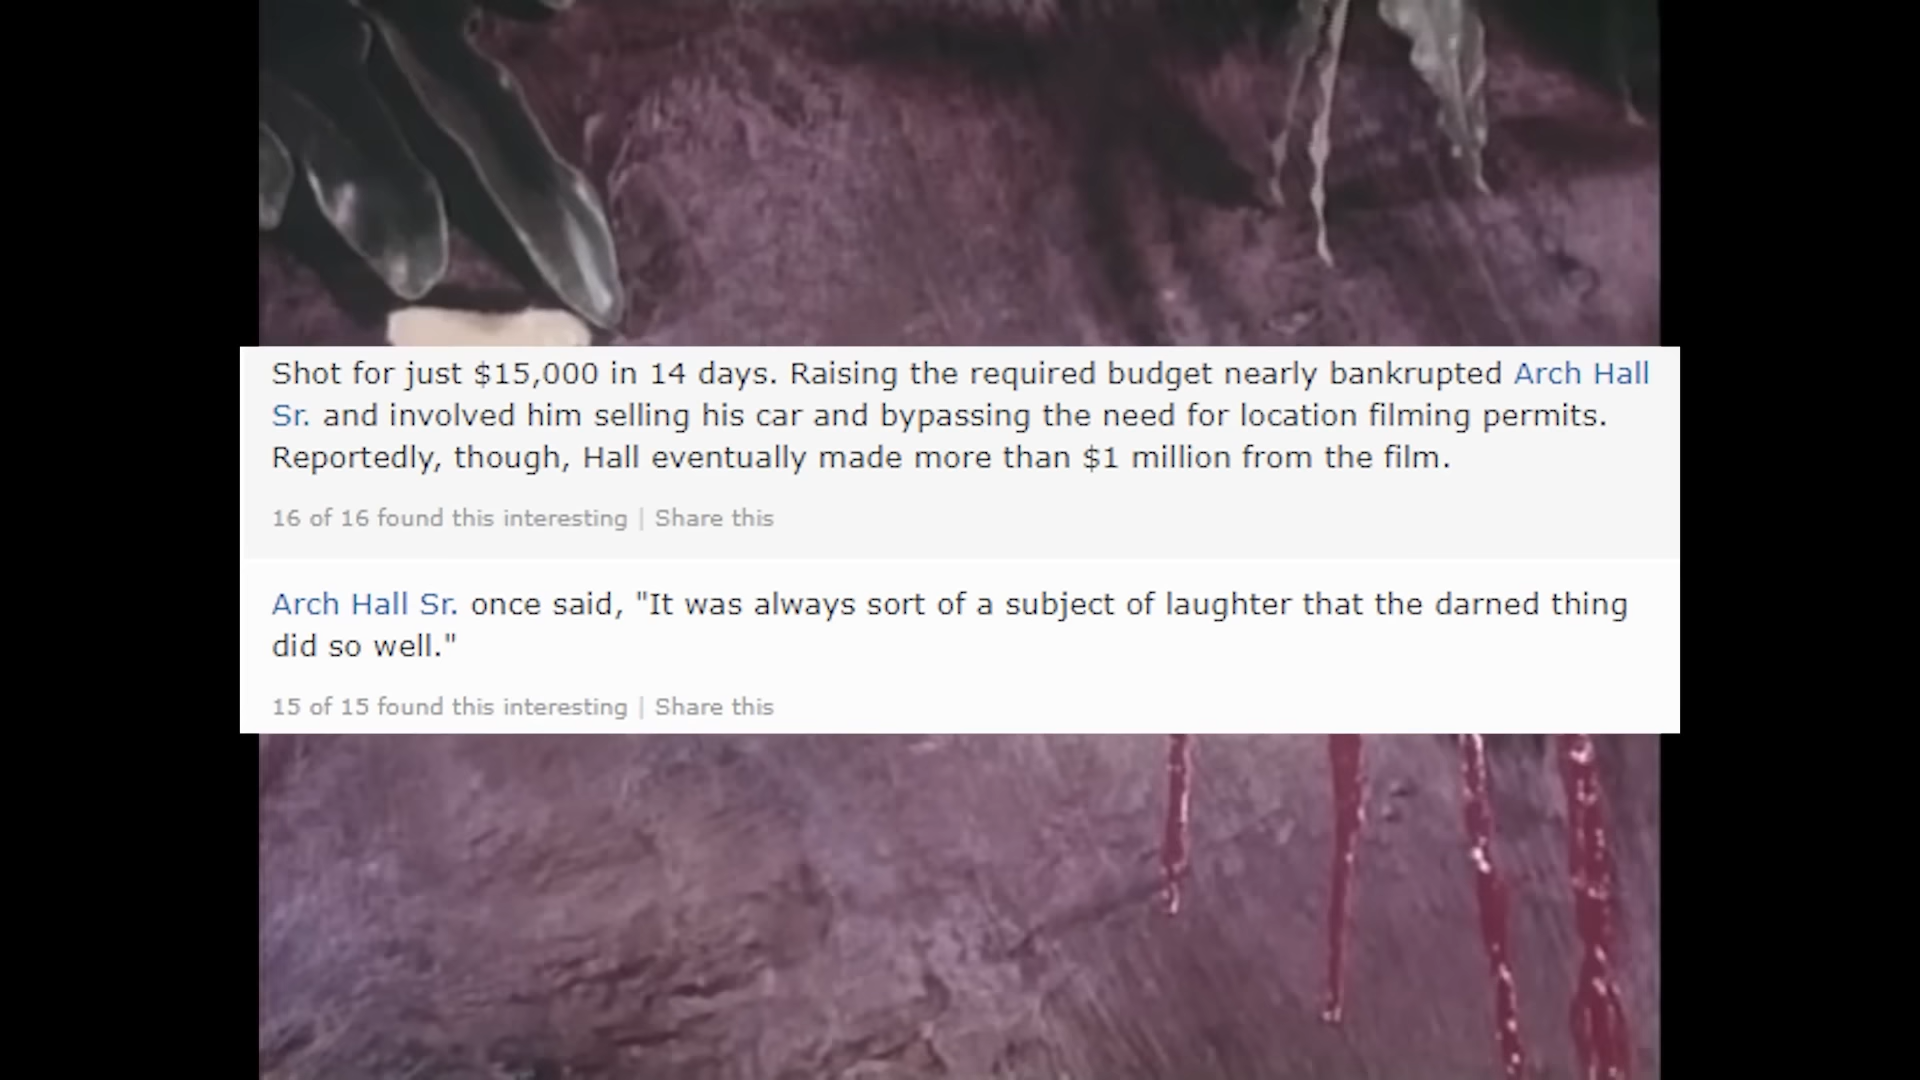 Shot for just $15,000 in 14 days. Raising the required budget nearly bankrupted Arch Hall
Sr. and involved him selling his car and bypassing the need for location filming permits.
Reportedly, though, Hall eventually made more than $1 million from the film.
16 of 16 found this interesting | Share this
Arch Hall Sr. once said, "It was always sort of a subject of laughter that the darned thing
did so well."
15 of 15 found this interesting | Share this